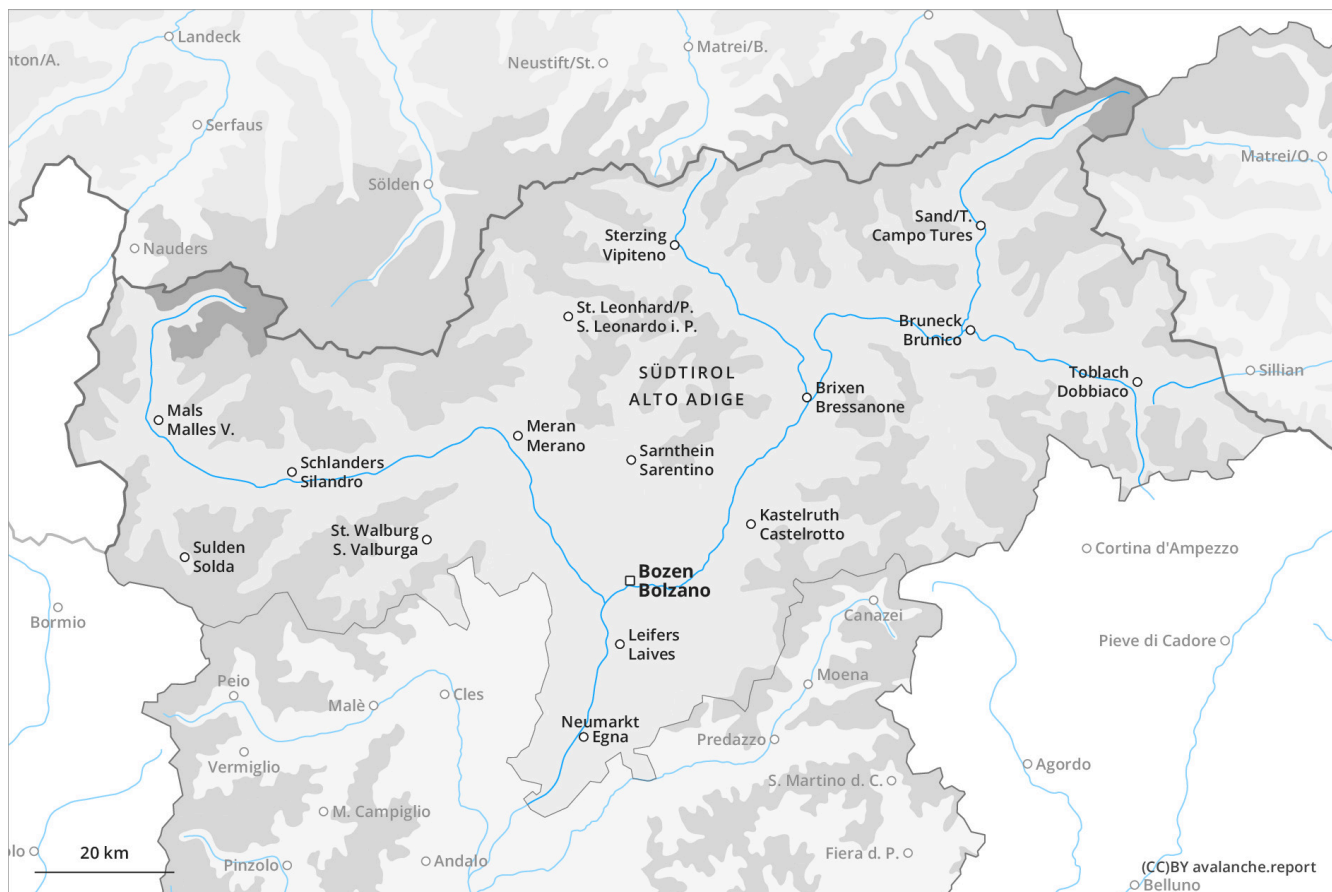 Landeck
nton/A.
Neustift/St.
Matrei/B.
Serfaus
Matrei/O.
Sölden
Nauders
Sterzing
Vipiteno
Sand/T.
Campo Tures
St. Leonhard/P.
S. Leonardo i. P.
Bruneck
Brunico
SÜDTIROL
ALTO ADIGE
Toblach
Dobbiaco
Sillian
Brixen
Bressanone
Mals
Malles V.
Meran
Merano
Schlanders
Silandro
Sarnthein
Sarentino
Kastelruth
Castelrotto
St. Walburg
S. Valburga
Sulden
Solda
Cortina d'Ampezzo
Bozen
Bolzano
Bormio
Canazei
Leifers
Laives
Pieve di Cadore
Peio
Malè
Cles
Moena
Neumarkt
Egna
Predazzo
Vermiglio
Agordo
S. Martino d. C.
M. Campiglio
olo
20 km
Pinzolo
Andalo
Fiera d. P.
(CC)BY avalanche.report
Belluno